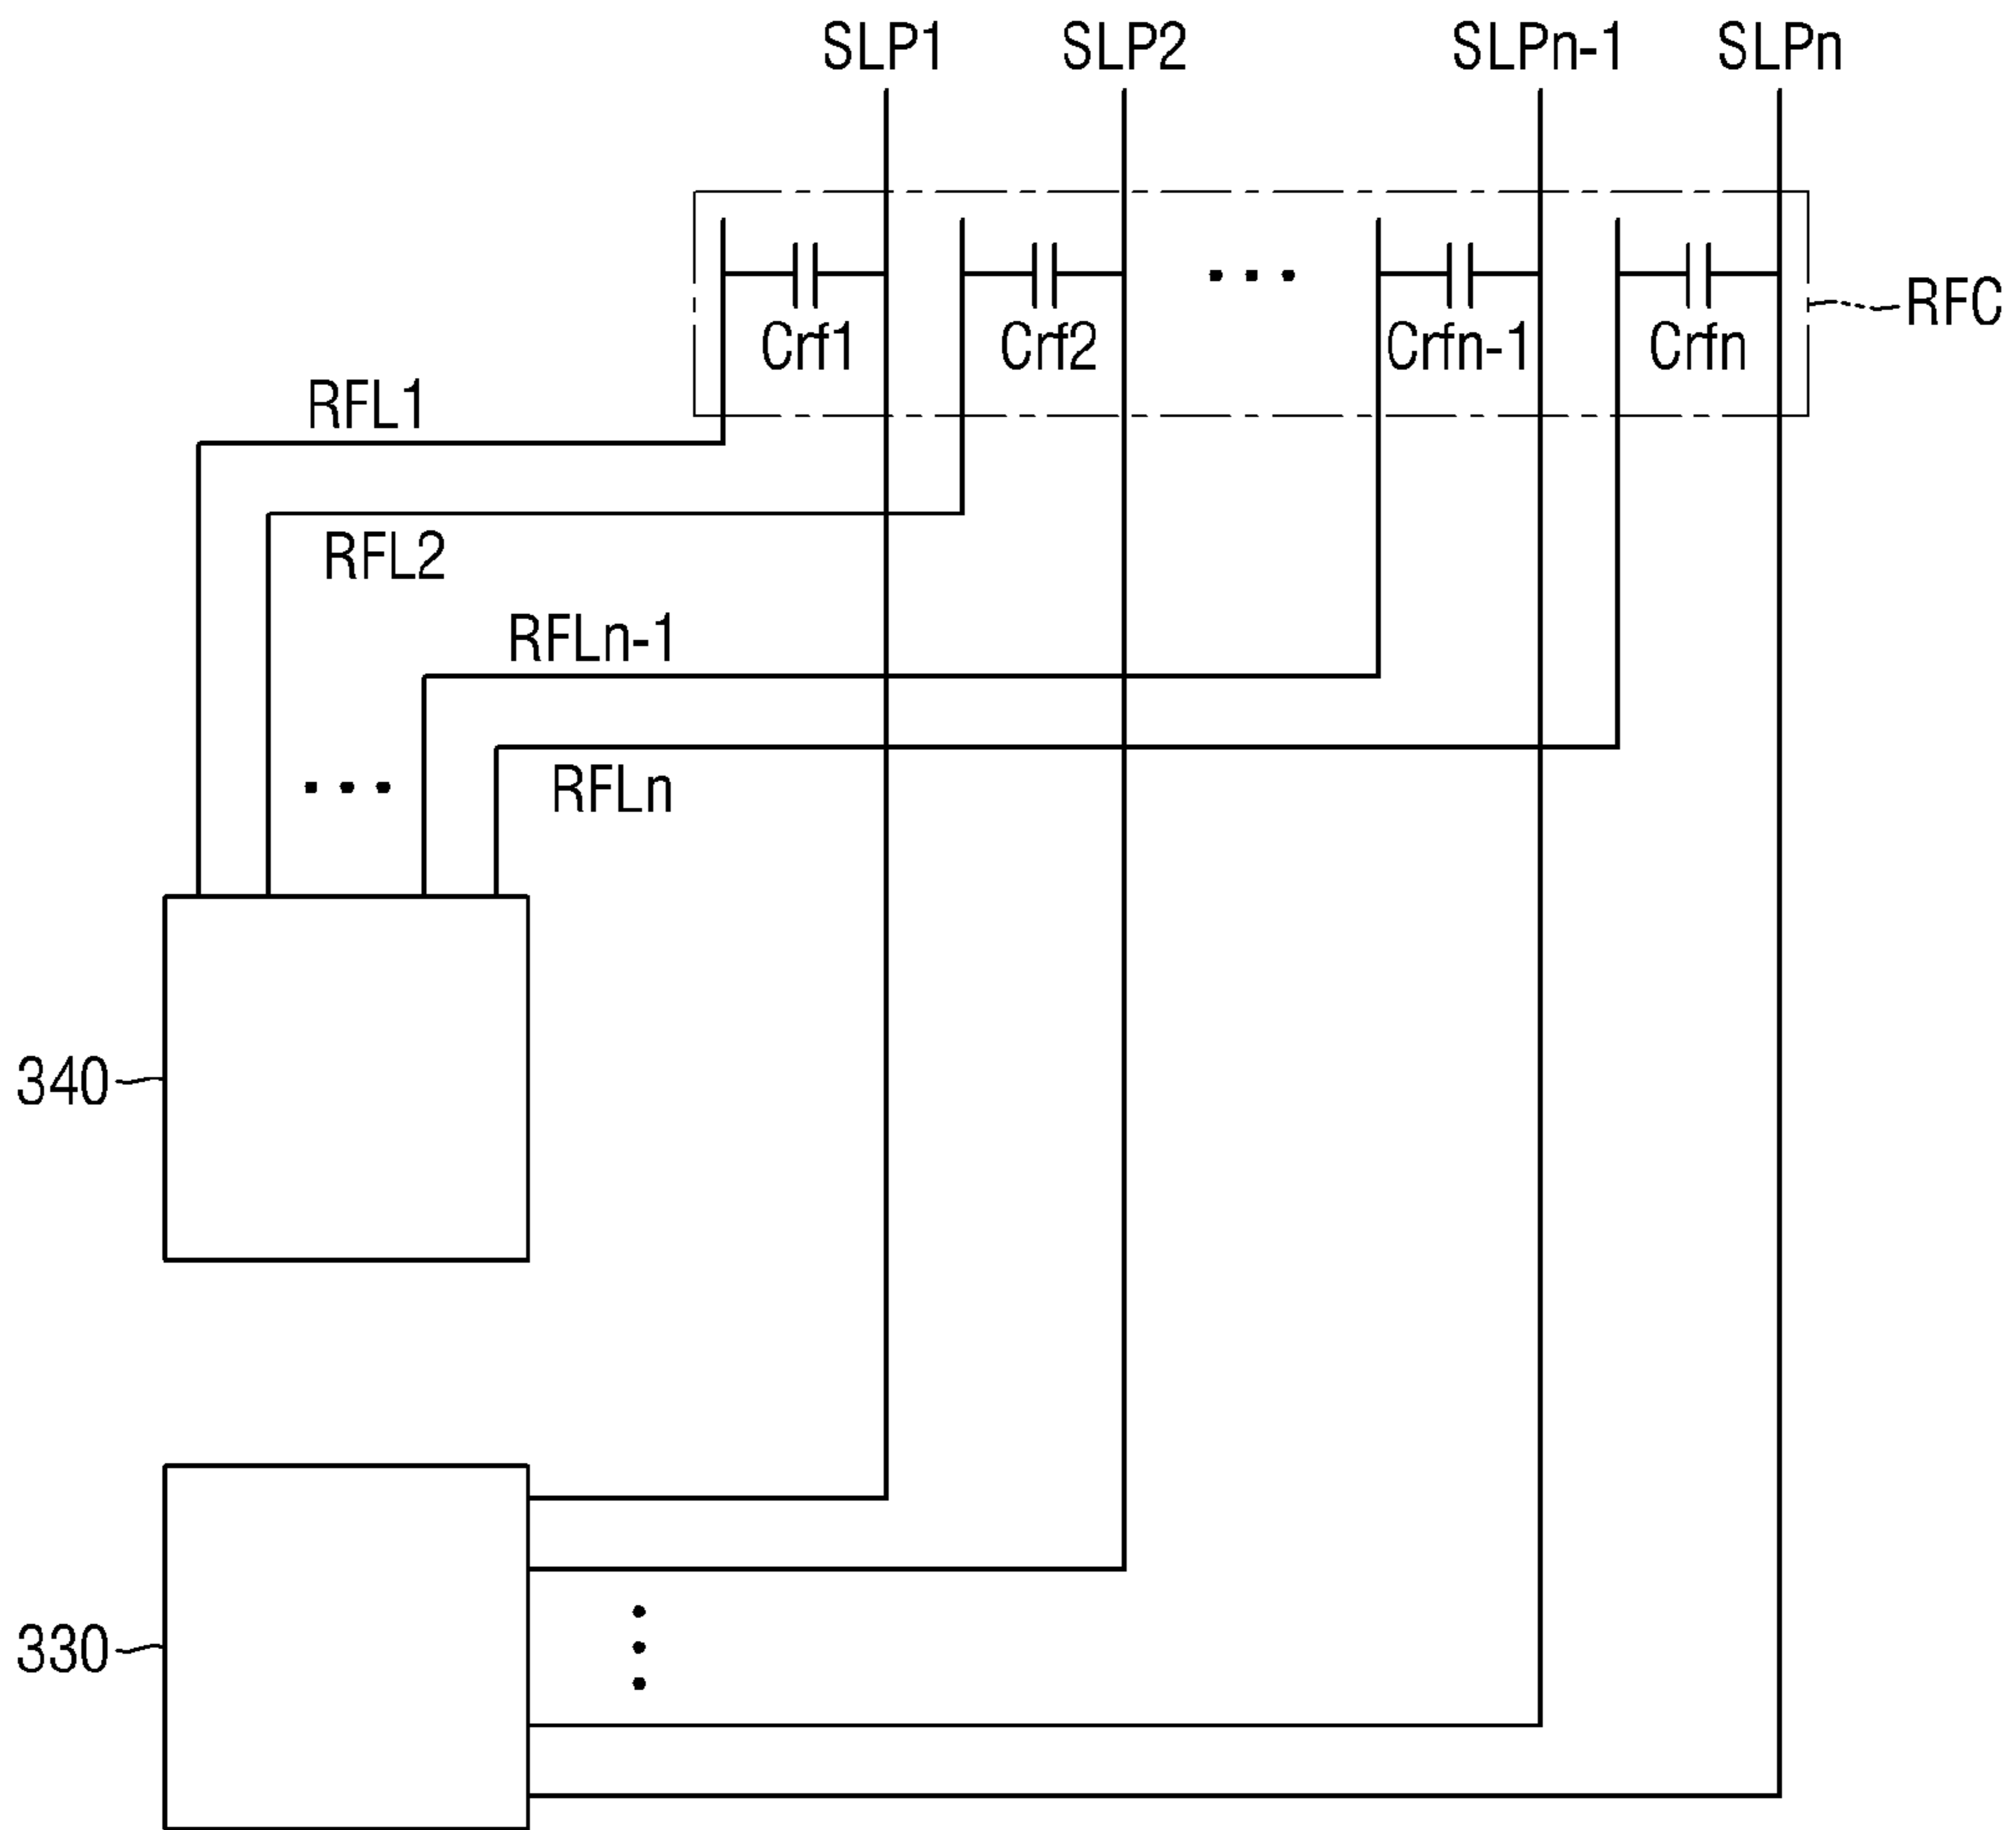 SLP1 SLP2 SLPn-1 SLPn
Crf1 Crf2 ... Crfn-1 Crfn
RFC
RFL1
RFL2
RFLn-1
RFLn
...
340
330